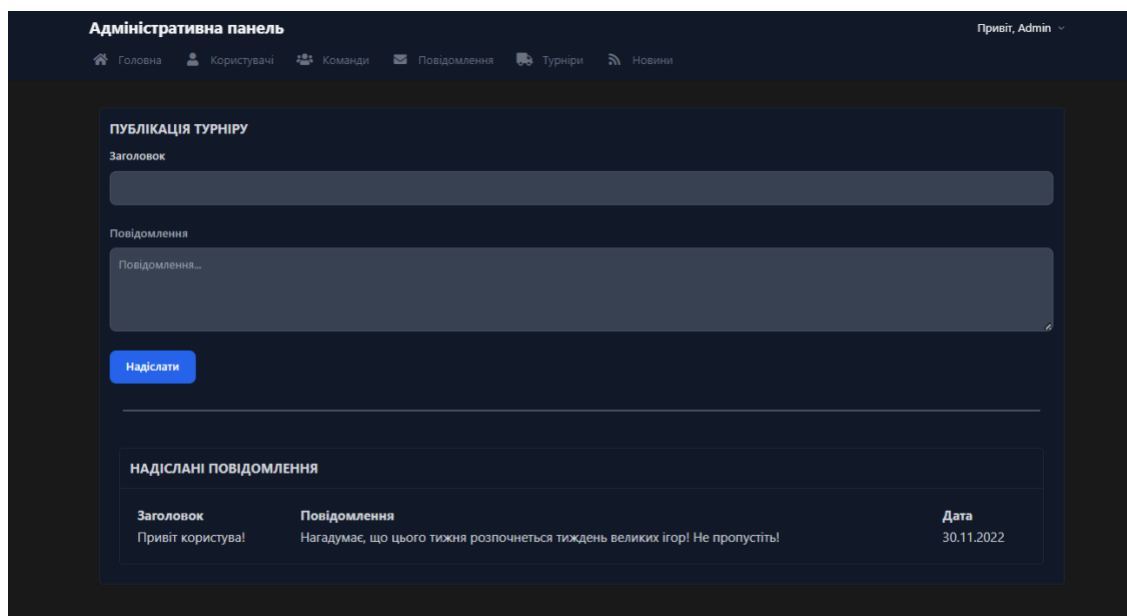 Адміністративна панель
Привіт, Admin
Головна Користувачі Команди Повідомлення Турніри Новини
ПУБЛІКАЦІЯ ТУРНІРУ
Заголовок
Повідомлення
Повідомлення...
Надіслати
НАДІСЛАНІ ПОВІДОМЛЕННЯ
Заголовок Повідомлення Дата
Привіт користува! Нагадумає, що цього тижня розпочнеться тиждень великих ігор! Не пропустіть! 30.11.2022